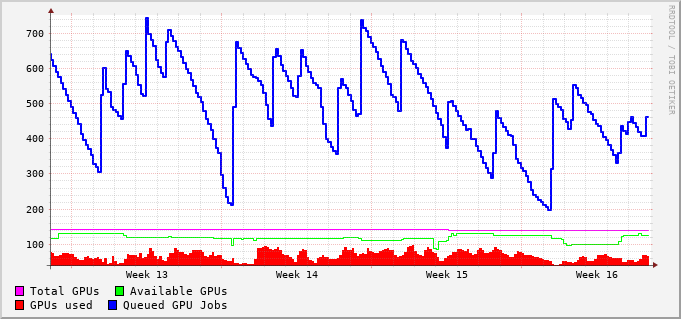 700
600
500
400
300
200
100
Week 13 Week 14 Week 15 Week 16
Total GPUs Available GPUs
GPUs used Queued GPU Jobs
RRDTOOL / TOBI OETIKER